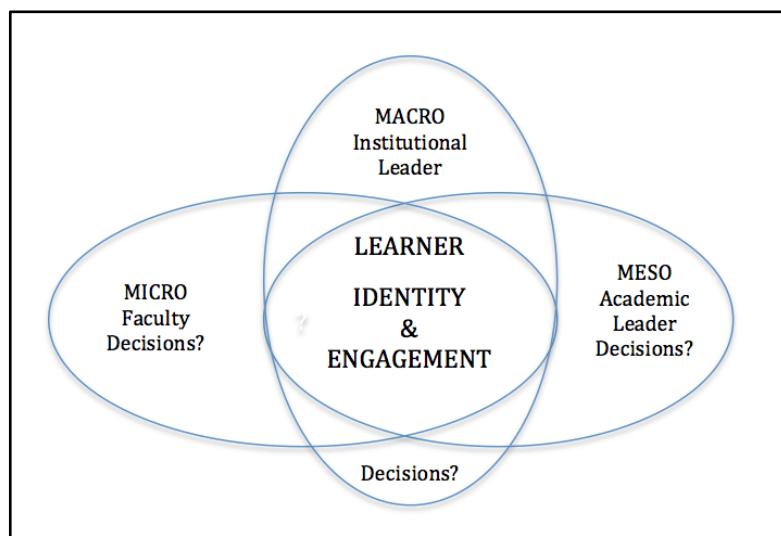 MACRO
Institutional
Leader
LEARNER
IDENTITY
&
ENGAGEMENT
MICRO
Faculty
Decisions?
?
MESO
Academic
Leader
Decisions?
Decisions?